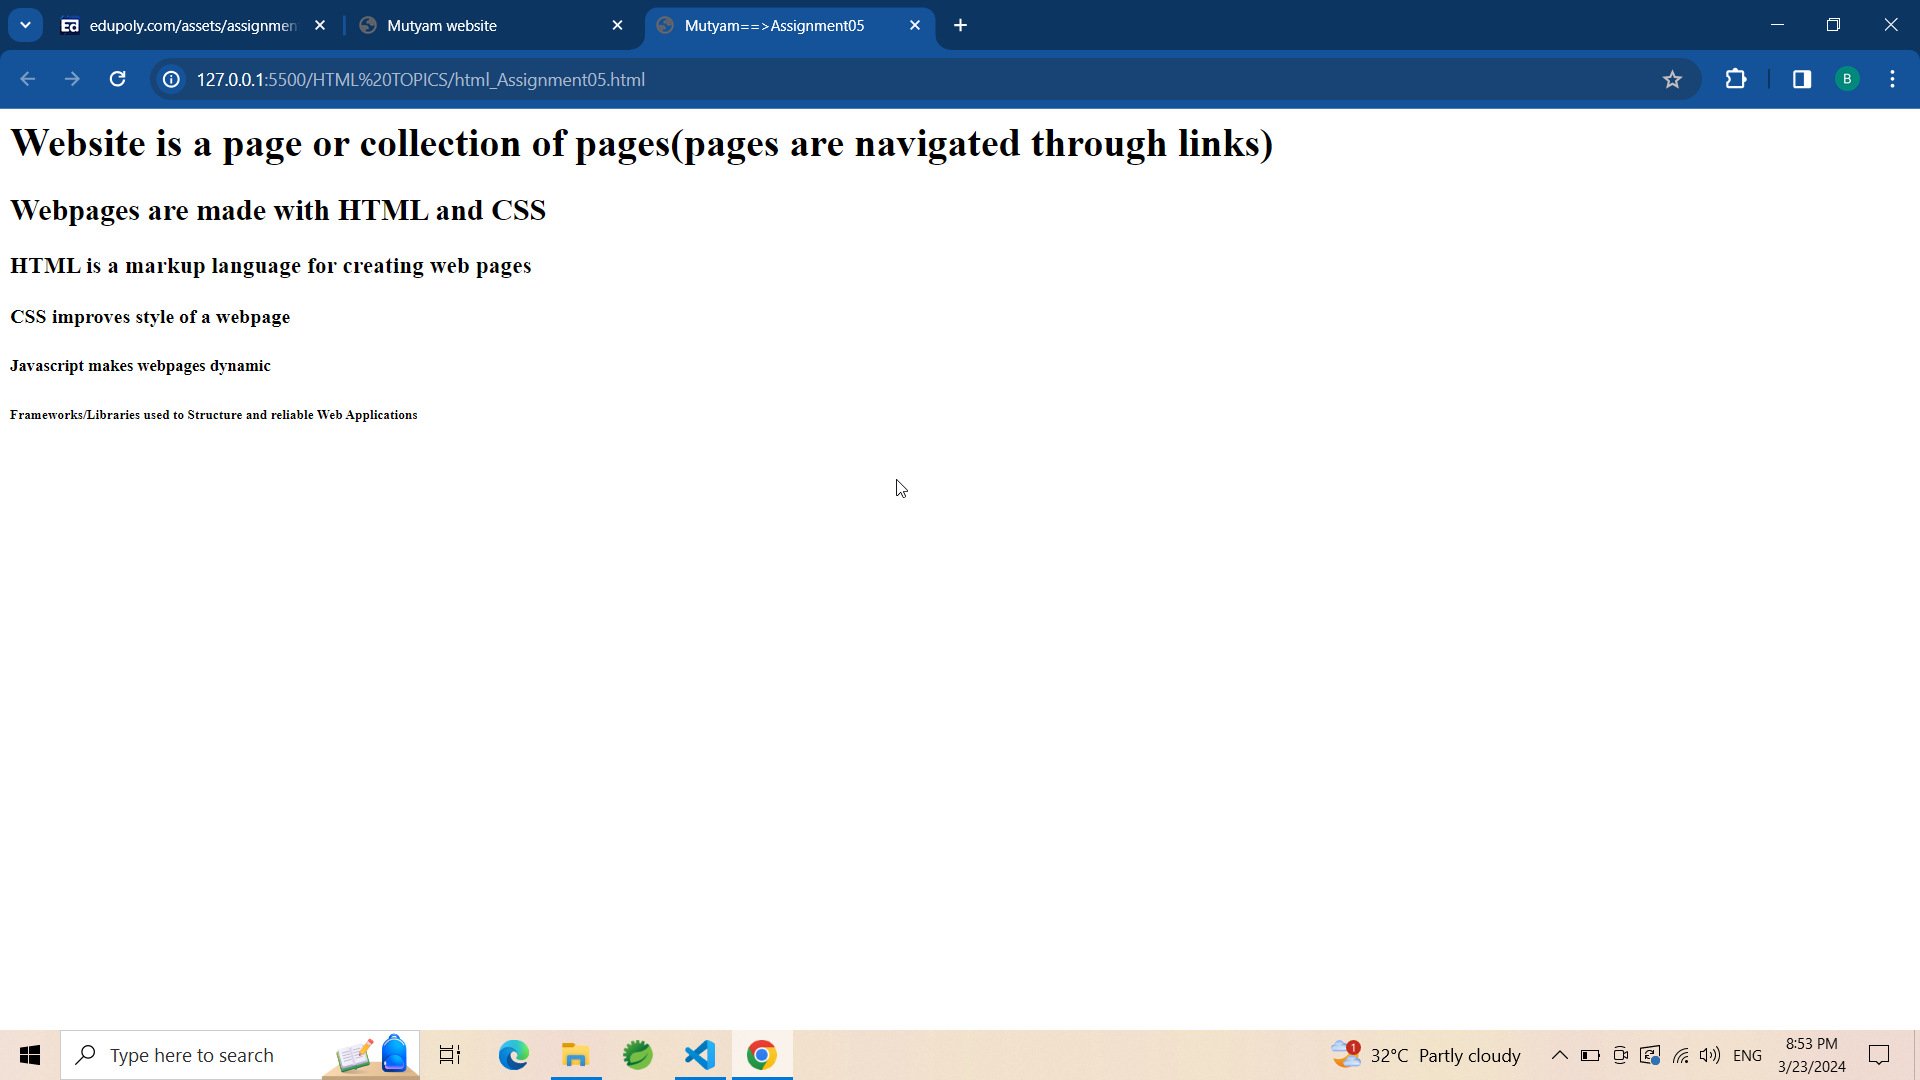 edupoly.com/assets/assignmen
Mutyam website
Mutyam==>Assignment05
127.0.0.1:5500/HTML%20TOPICS/html_Assignment05.html
B
Website is a page or collection of pages(pages are navigated through links)
Webpages are made with HTML and CSS
HTML is a markup language for creating web pages
CSS improves style of a webpage
Javascript makes webpages dynamic
Frameworks/Libraries used to Structure and reliable Web Applications
Type here to search
1
32°C Partly cloudy
ENG
8:53 PM
3/23/2024